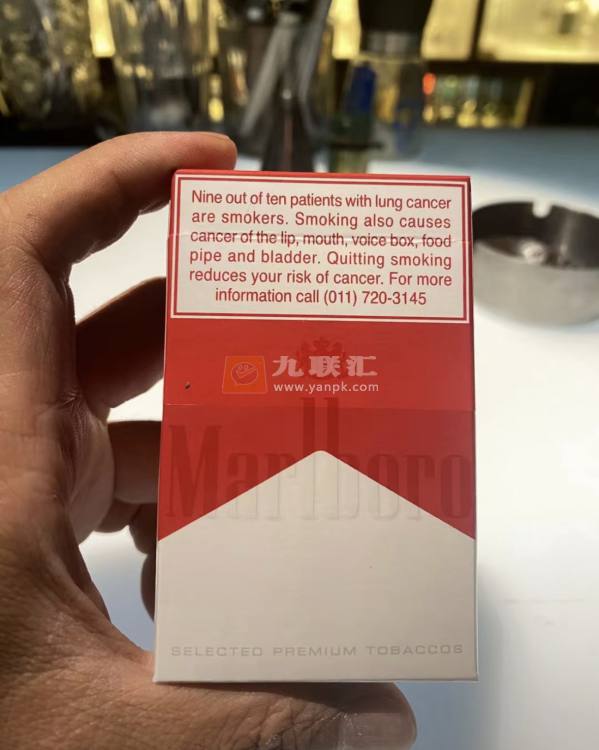 Nine out of ten patients with lung cancer
are smokers. Smoking also causes
cancer of the lip, mouth, voice box, food
pipe and bladder. Quitting smoking
reduces your risk of cancer. For more
information call (011) 720-3145
九联汇
www.yanpk.com
Marlboro
SELECTED PREMIUM TOBACCOS